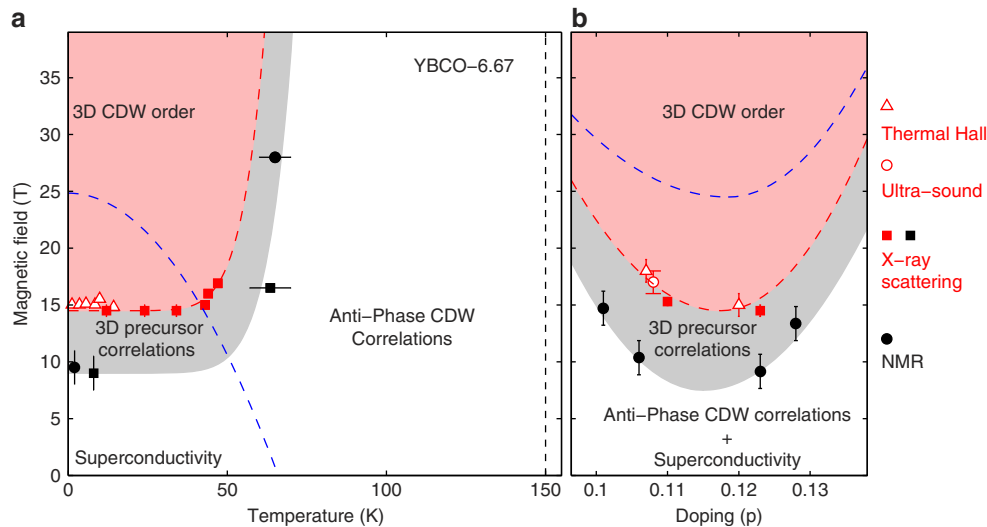 a
b
YBCO−6.67
3D CDW order
3D precursor
correlations
Anti−Phase CDW
Correlations
Superconductivity
0
5
10
15
20
25
30
35
Magnetic field (T)
0
50
100
150
Temperature (K)
3D CDW order
3D precursor
correlations
Anti−Phase CDW correlations
+
Superconductivity
0.1
0.11
0.12
0.13
Doping (p)
Thermal Hall
Ultra−sound
X−ray
scattering
NMR